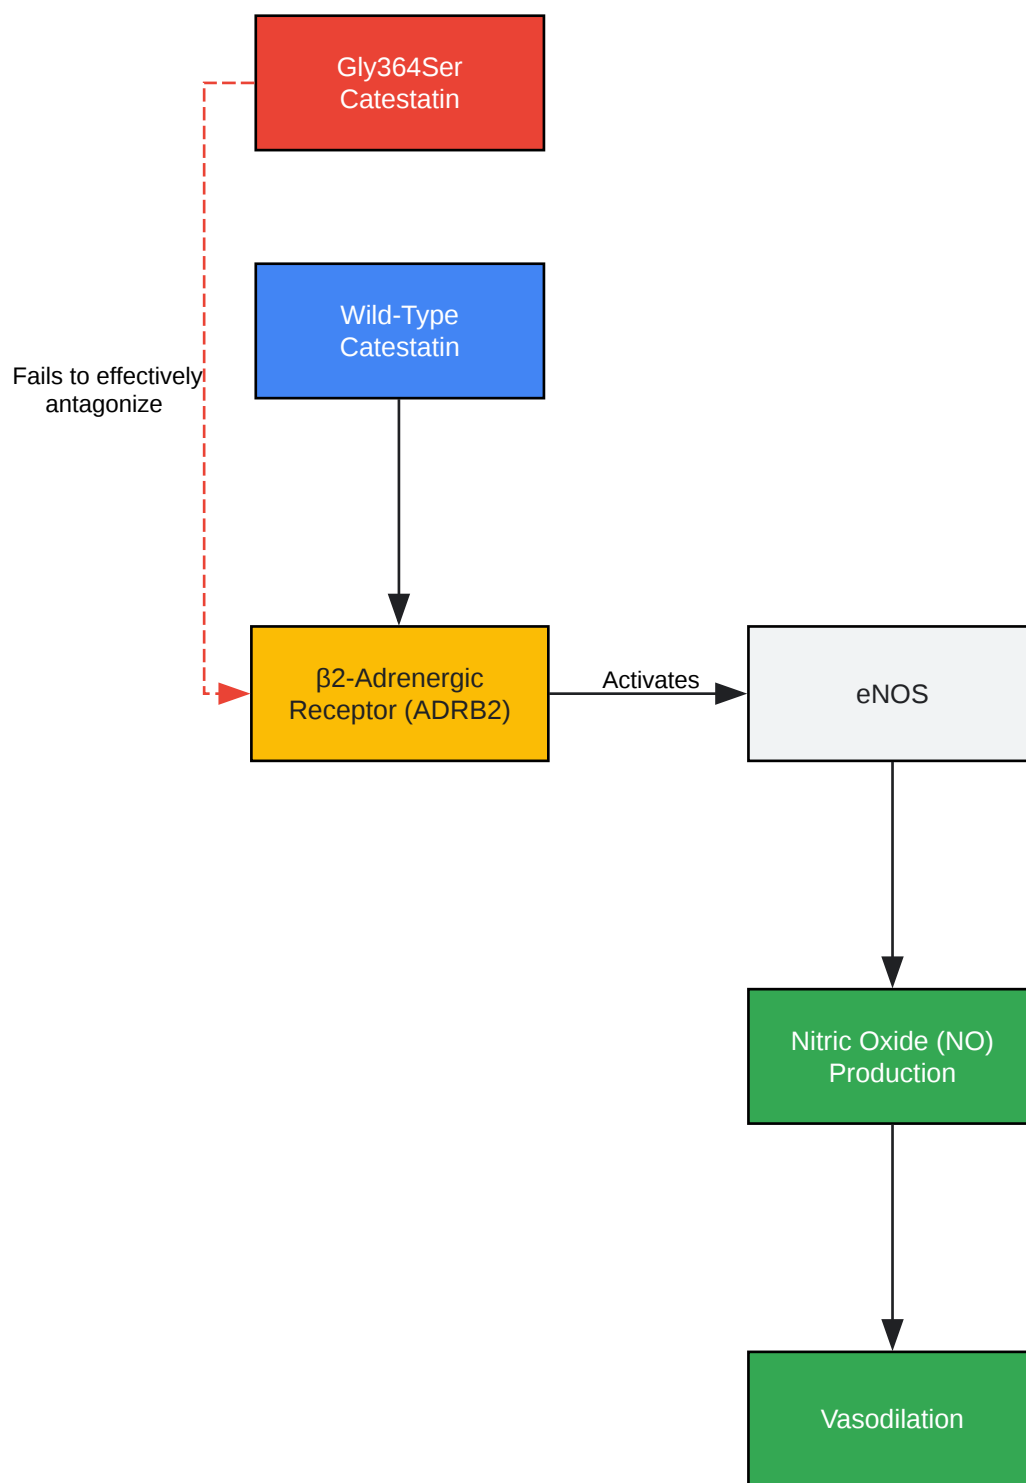 Gly364Ser
Catestatin
Wild-Type
Catestatin
Fails to effectively
antagonize
β2-Adrenergic
Receptor (ADRB2)
Activates
eNOS
Nitric Oxide (NO)
Production
Vasodilation